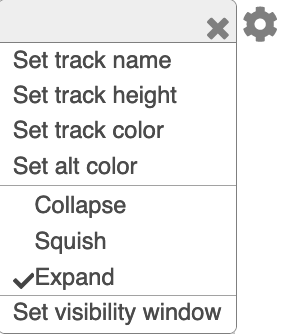 Set track name
Set track height
Set track color
Set alt color
Collapse
Squish
Expand
Set visibility window